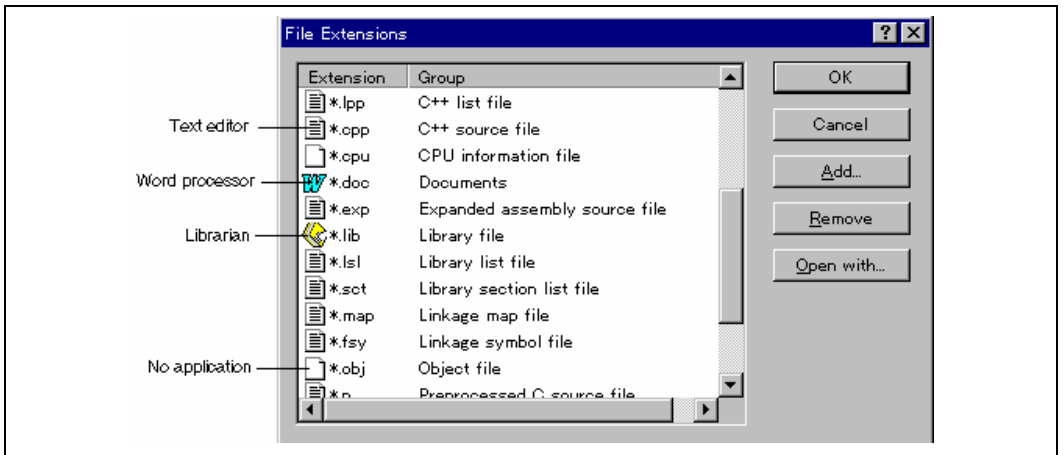 File Extensions
Extension Group
*.lpp C++ list file
Text editor *.cpp C++ source file
*.cpu CPU information file
Word processor *.doc Documents
*.exp Expanded assembly source file
Librarian *.lib Library file
*.lsl Library list file
*.sct Library section list file
*.map Linkage map file
*.fsy Linkage symbol file
No application *.obj Object file
*.p Preprocessed C source file
OK
Cancel
Add...
Remove
Open with...